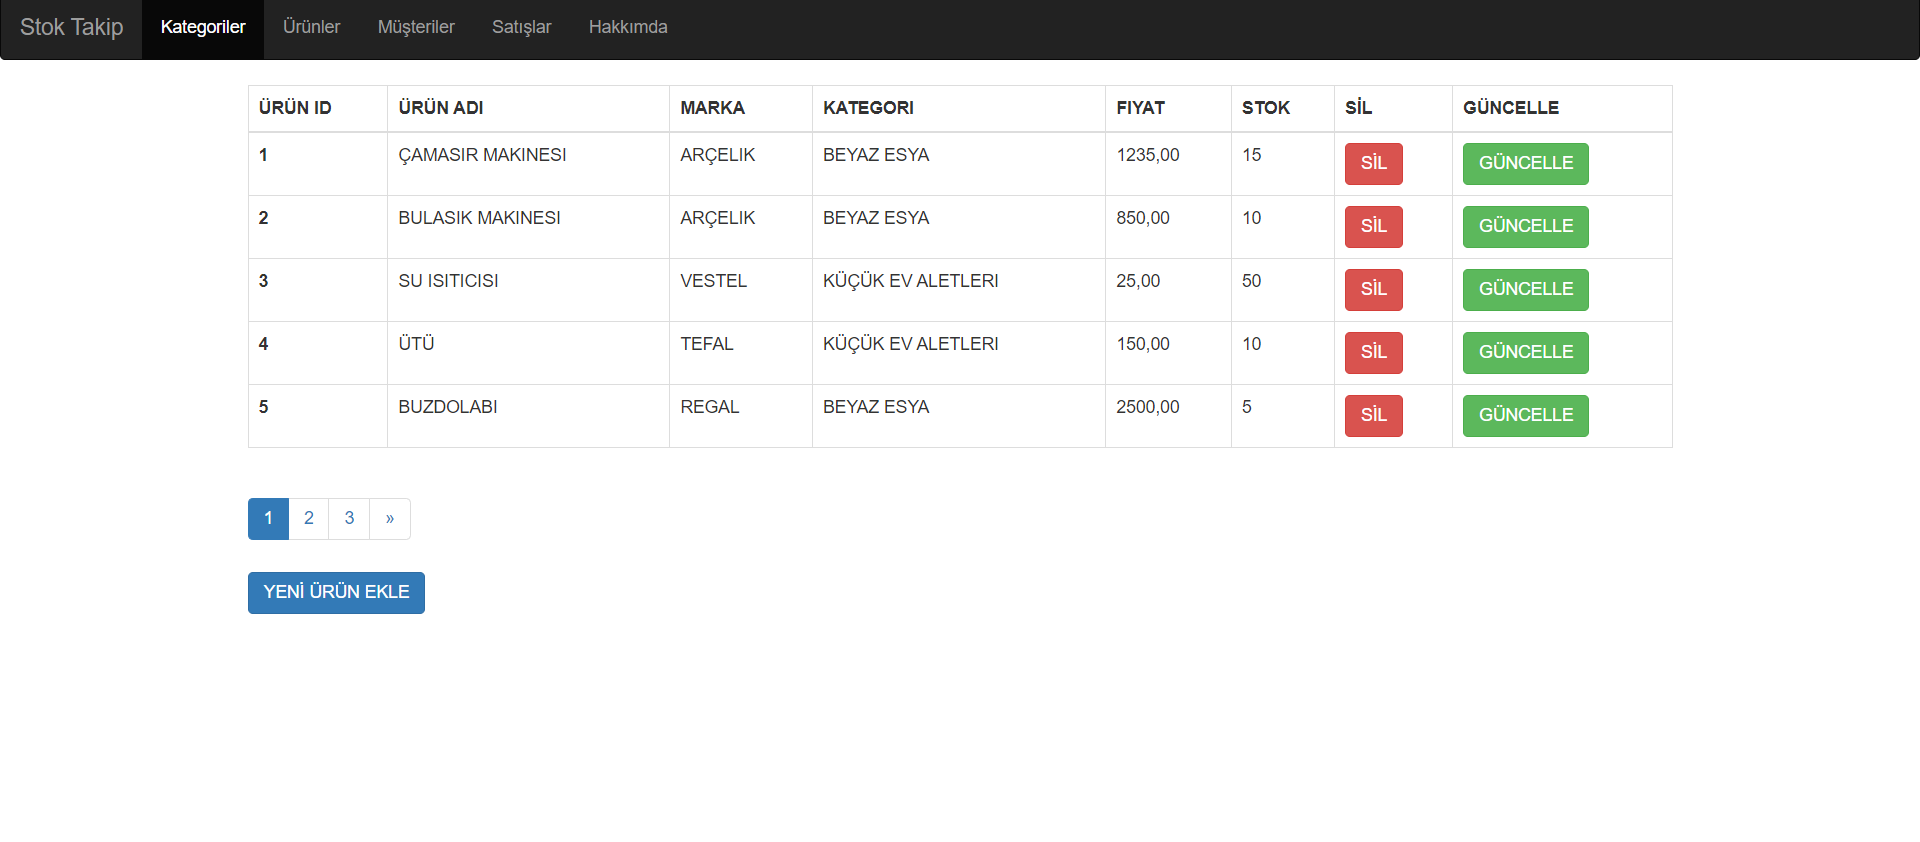 Stok Takip Kategoriler Ürünler Müşteriler Satışlar Hakkımda
ÜRÜN ID ÜRÜN ADI MARKA KATEGORI FIYAT STOK SİL GÜNCELLE
1 ÇAMASIR MAKINESI ARÇELIK BEYAZ ESYA 1235,00 15 SİL GÜNCELLE
2 BULASIK MAKINESI ARÇELIK BEYAZ ESYA 850,00 10 SİL GÜNCELLE
3 SU ISITICISI VESTEL KÜÇÜK EV ALETLERI 25,00 50 SİL GÜNCELLE
4 ÜTÜ TEFAL KÜÇÜK EV ALETLERI 150,00 10 SİL GÜNCELLE
5 BUZDOLABI REGAL BEYAZ ESYA 2500,00 5 SİL GÜNCELLE
1 2 3 »
YENİ ÜRÜN EKLE